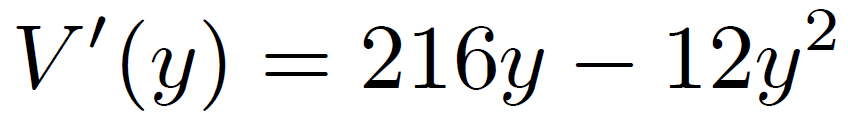 V′(y) = 216y − 12y²